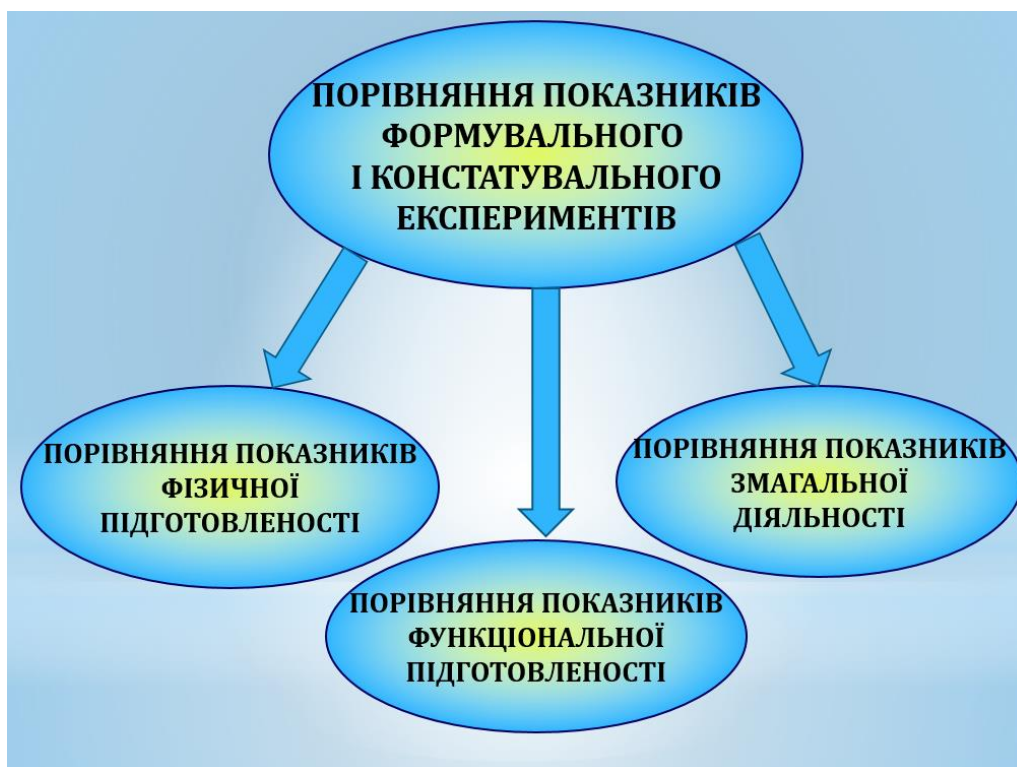 ПОРІВНЯННЯ ПОКАЗНИКІВ
ФОРМУВАЛЬНОГО
І КОНСТАТУВАЛЬНОГО
ЕКСПЕРИМЕНТІВ
ПОРІВНЯННЯ ПОКАЗНИКІВ
ФІЗИЧНОЇ
ПІДГОТОВЛЕНОСТІ
ПОРІВНЯННЯ ПОКАЗНИКІВ
ФУНКЦІОНАЛЬНОЇ
ПІДГОТОВЛЕНОСТІ
ПОРІВНЯННЯ ПОКАЗНИКІВ
ЗМАГАЛЬНОЇ
ДІЯЛЬНОСТІ